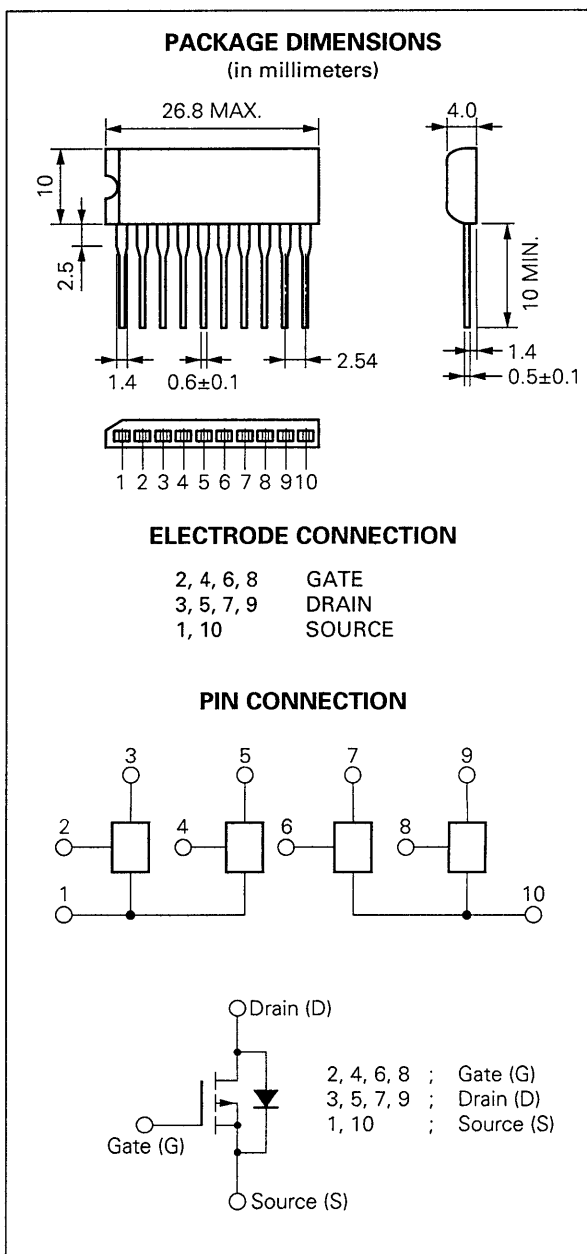 PACKAGE DIMENSIONS
(in millimeters)
26.8 MAX.
4.0
10
2.5
10 MIN.
1.4
0.6±0.1
2.54
1.4
0.5±0.1
1 2 3 4 5 6 7 8 9 10
ELECTRODE CONNECTION
2, 4, 6, 8 GATE
3, 5, 7, 9 DRAIN
1, 10 SOURCE
PIN CONNECTION
3 5 7 9
2 4 6 8
1 10
Drain (D)
2, 4, 6, 8 ; Gate (G)
3, 5, 7, 9 ; Drain (D)
1, 10 ; Source (S)
Gate (G)
Source (S)